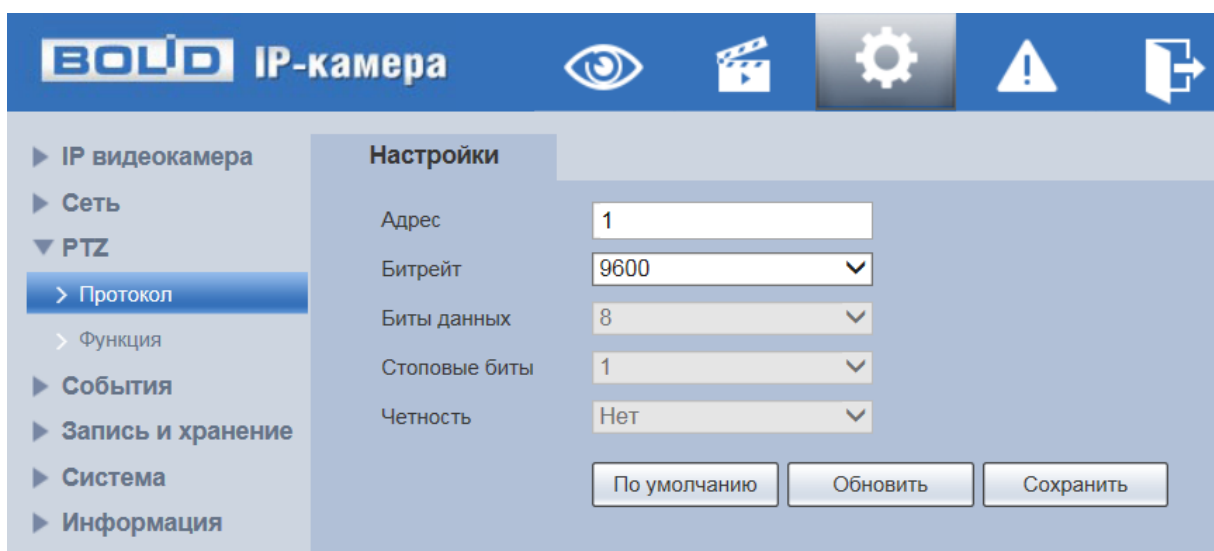 BOLID IP-камера
IP видеокамера
Сеть
PTZ
Протокол
Функция
События
Запись и хранение
Система
Информация
Настройки
Адрес 1
Битрейт 9600
Биты данных 8
Стоповые биты 1
Четность Нет
По умолчанию Обновить Сохранить